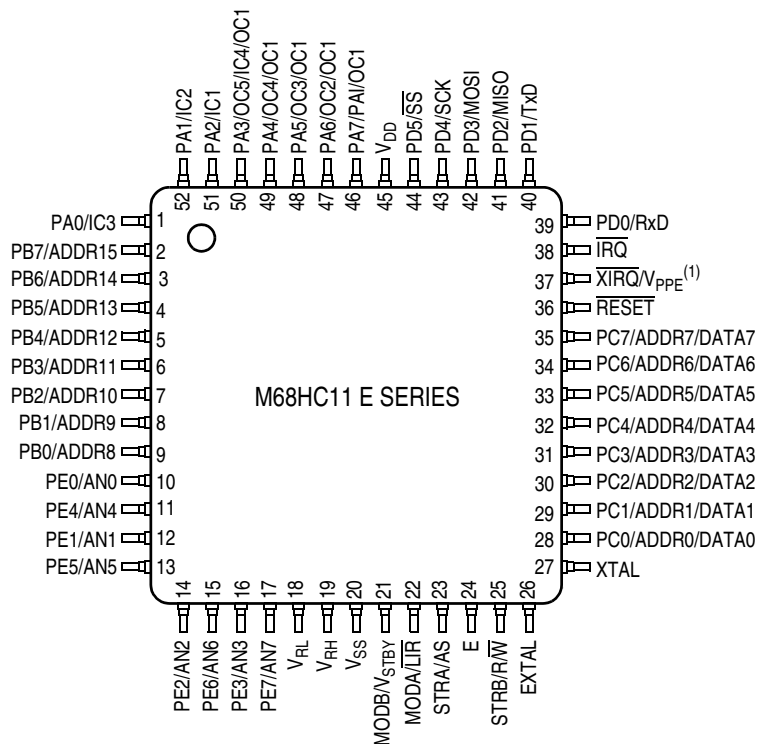 PA1/IC2
PA2/IC1
PA3/OC5/IC4/OC1
PA4/OC4/OC1
PA5/OC3/OC1
PA6/OC2/OC1
PA7/PAI/OC1
VDD
PD5/S̅S̅
PD4/SCK
PD3/MOSI
PD2/MISO
PD1/TxD
52
51
50
49
48
47
46
45
44
43
42
41
40
PA0/IC3 1
PB7/ADDR15 2
PB6/ADDR14 3
PB5/ADDR13 4
PB4/ADDR12 5
PB3/ADDR11 6
PB2/ADDR10 7
PB1/ADDR9 8
PB0/ADDR8 9
PE0/AN0 10
PE4/AN4 11
PE1/AN1 12
PE5/AN5 13
M68HC11 E SERIES
39 PD0/RxD
38 I̅R̅Q̅
37 X̅I̅R̅Q̅/VPPE(1)
36 R̅E̅S̅E̅T̅
35 PC7/ADDR7/DATA7
34 PC6/ADDR6/DATA6
33 PC5/ADDR5/DATA5
32 PC4/ADDR4/DATA4
31 PC3/ADDR3/DATA3
30 PC2/ADDR2/DATA2
29 PC1/ADDR1/DATA1
28 PC0/ADDR0/DATA0
27 XTAL
14
15
16
17
18
19
20
21
22
23
24
25
26
PE2/AN2
PE6/AN6
PE3/AN3
PE7/AN7
VRL
VRH
VSS
MODB/VSTBY
MODA/L̅I̅R̅
STRA/AS
E
STRB/R/W̅
EXTAL